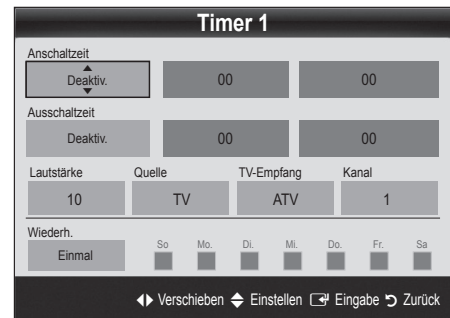 Timer 1
Anschaltzeit
Deaktiv. 00 00
Ausschaltzeit
Deaktiv. 00 00
Lautstärke Quelle TV-Empfang Kanal
10 TV ATV 1
Wiederh.
Einmal So Mo. Di. Mi. Do. Fr. Sa
Verschieben Einstellen Eingabe Zurück